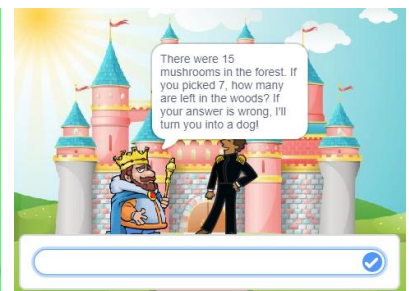 There were 15
mushrooms in the forest. If
you picked 7, how many
are left in the woods? If
your answer is wrong, I'll
turn you into a dog!